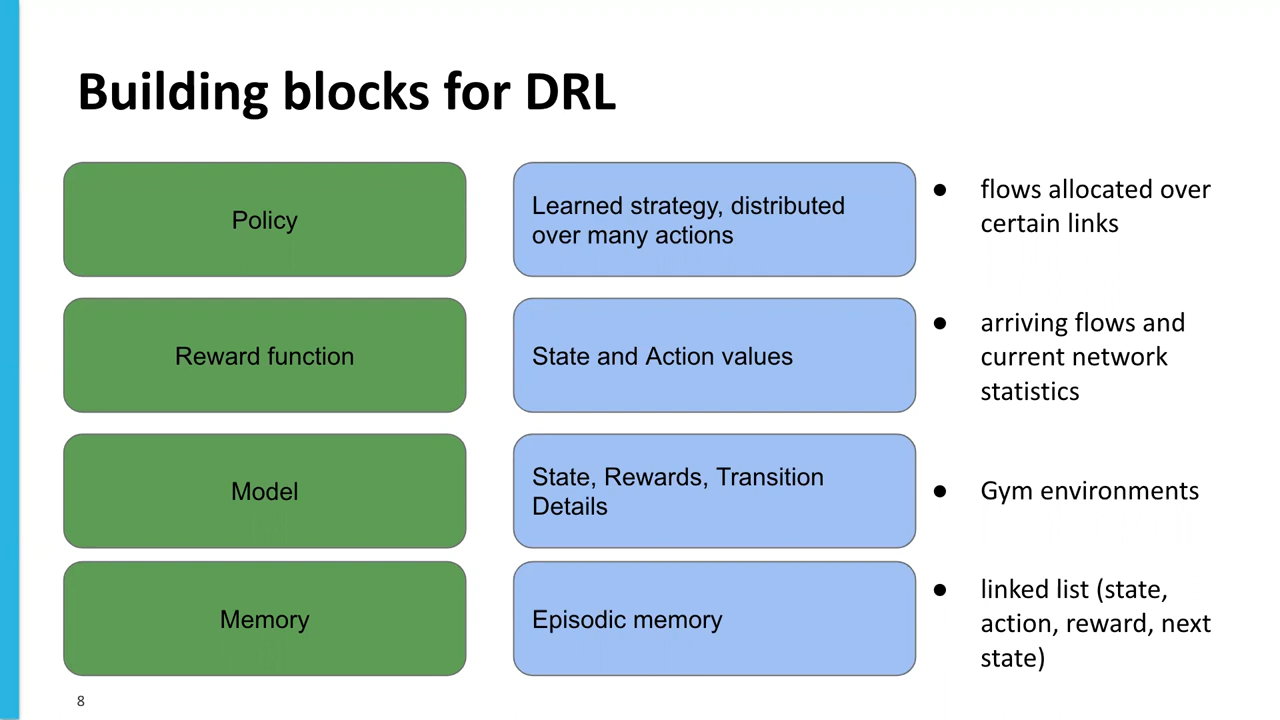 Building blocks for DRL
Policy
Learned strategy, distributed
over many actions
● flows allocated over
certain links
Reward function
State and Action values
● arriving flows and
current network
statistics
Model
State, Rewards, Transition
Details
● Gym environments
Memory
Episodic memory
● linked list (state,
action, reward, next
state)
8